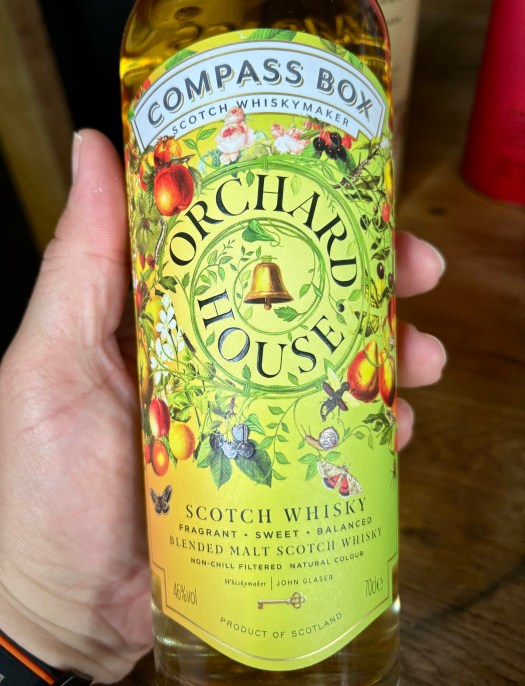 COMPASS BOX
SCOTCH WHISKYMAKER
ORCHARD
HOUSE
SCOTCH WHISKY
FRAGRANT • SWEET • BALANCED
BLENDED MALT SCOTCH WHISKY
NON-CHILL FILTERED NATURAL COLOUR
Whiskymaker | JOHN GLASER
46%vol
70cl e
PRODUCT OF SCOTLAND